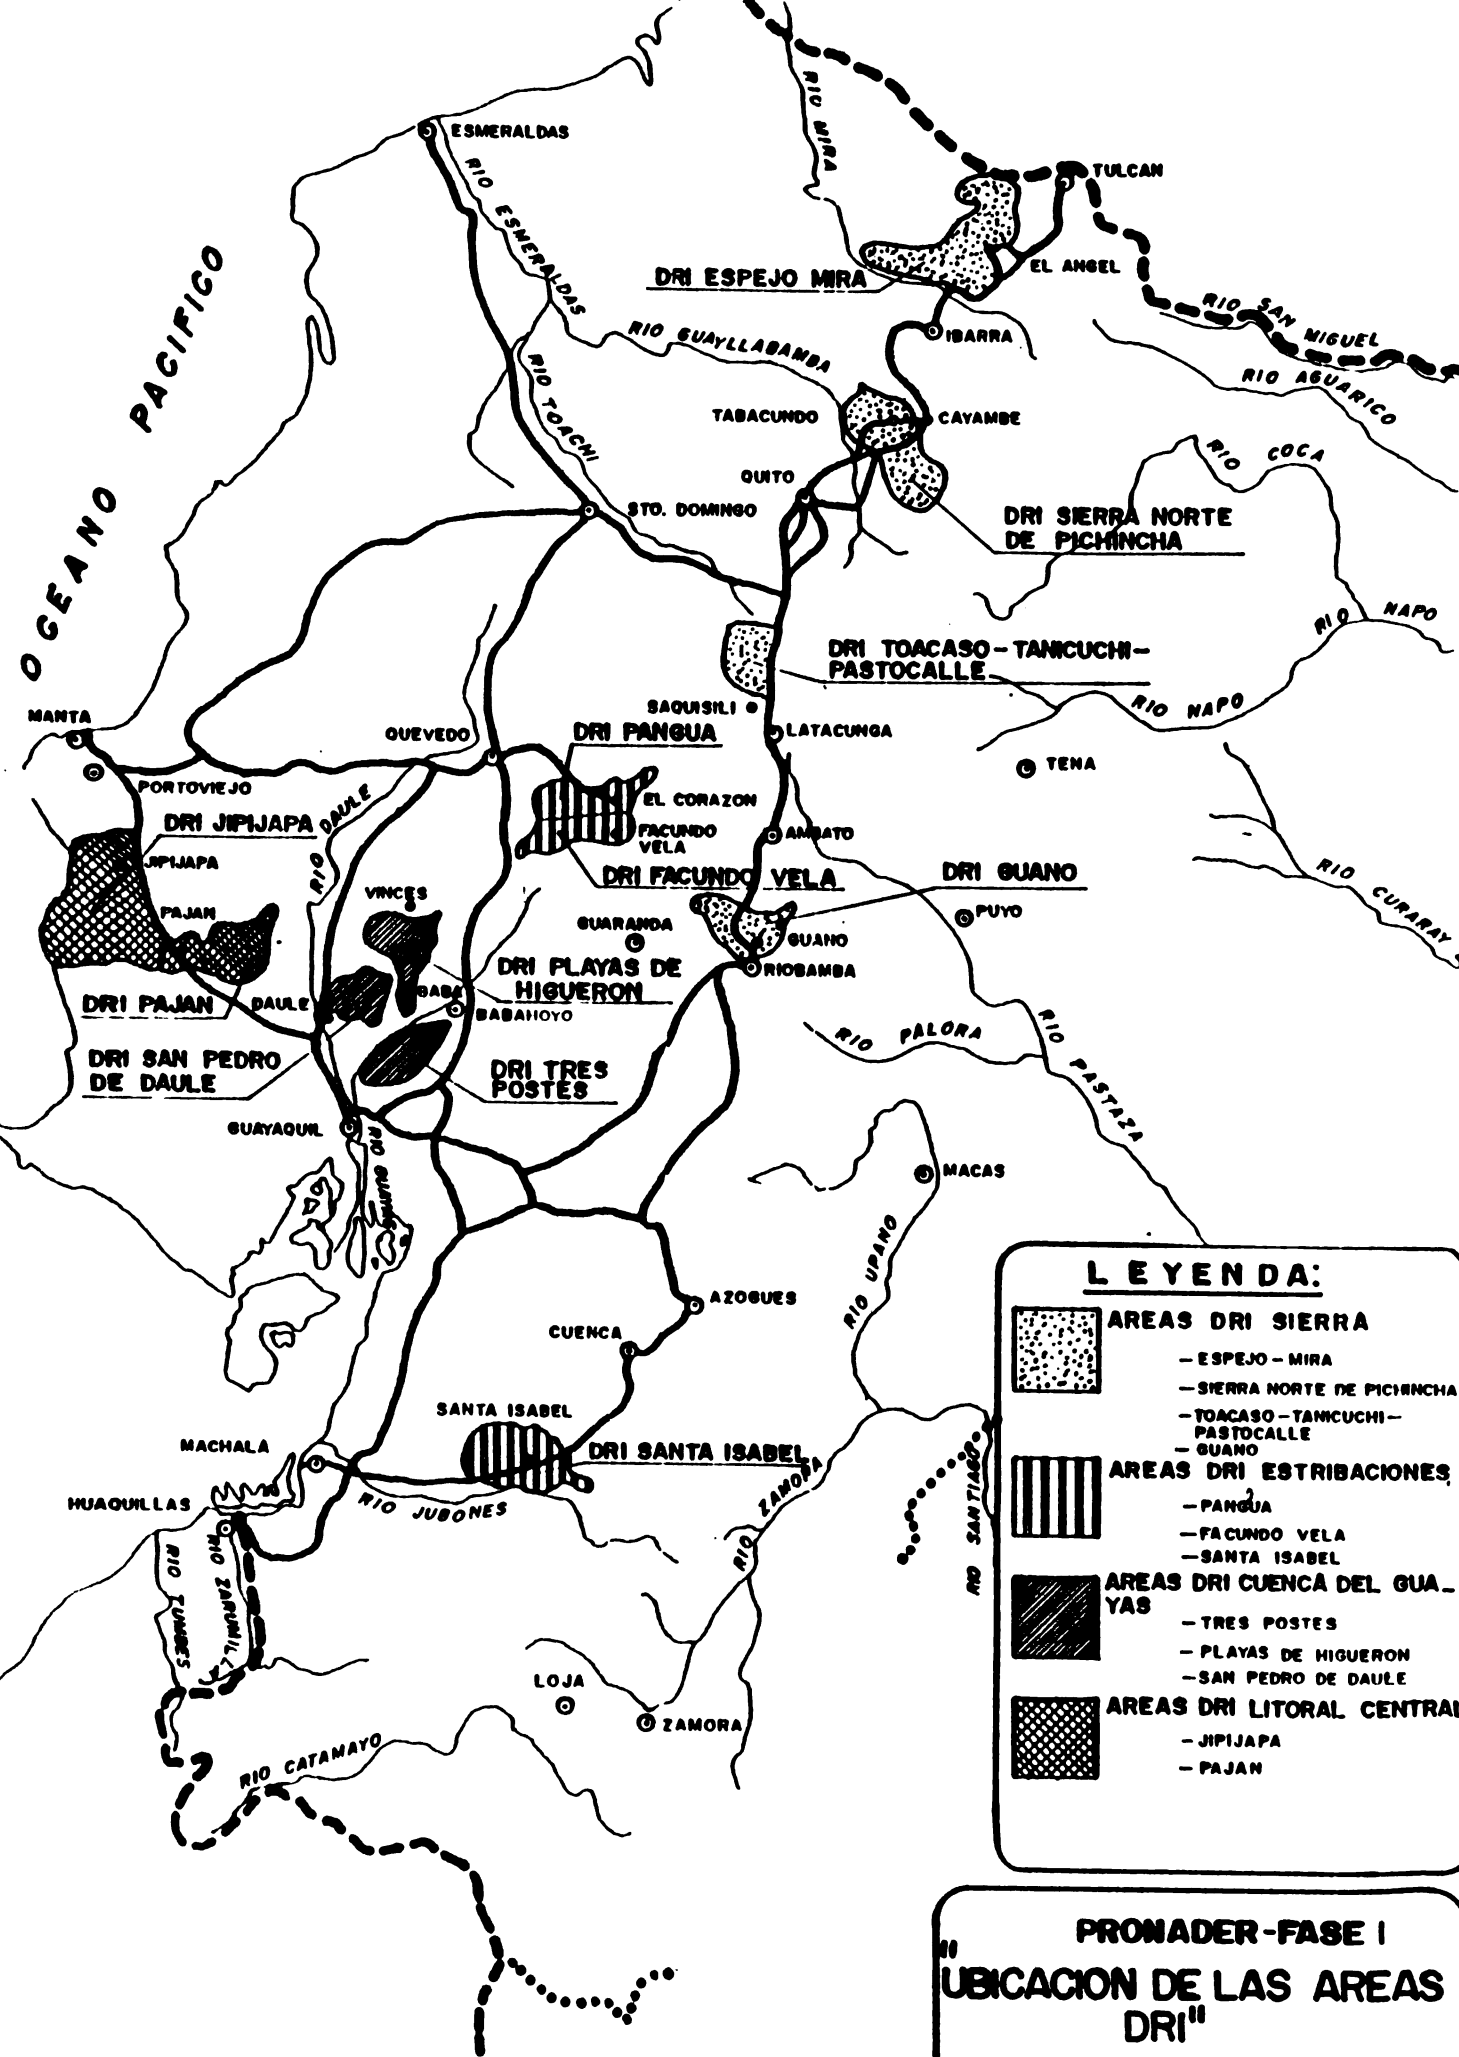 ESMERALDAS
RIO MIRA
TULCAN
RIO ESMERALDAS
OCEANO PACIFICO
DRI ESPEJO MIRA
EL ANGEL
RIO SAN MIGUEL
IBARRA
RIO GUAYLLABAMBA
RIO AGUARICO
RIO TOACHI
TABACUNDO
CAYAMBE
RIO COCA
QUITO
STO. DOMINGO
DRI SIERRA NORTE
DE PICHINCHA
RIO NAPO
DRI TOACASO-TANICUCHI-
PASTOCALLE
SAQUISILI
RIO NAPO
MANTA
QUEVEDO
DRI PANGUA
LATACUNGA
TENA
PORTOVIEJO
RIO DAULE
EL CORAZON
DRI JIPIJAPA
FACUNDO
VELA
AMBATO
JIPIJAPA
DRI FACUNDO VELA
DRI GUANO
RIO CURARAY
VINCES
PAJAN
GUARANDA
PUYO
GUANO
DRI PLAYAS DE
HIGUERON
RIOBAMBA
DRI PAJAN
DAULE
BABA
BABAHOYO
RIO PALORA
RIO PASTAZA
DRI SAN PEDRO
DE DAULE
DRI TRES
POSTES
GUAYAQUIL
RIO GUAYAS
MACAS
RIO UPANO
AZOGUES
CUENCA
SANTA ISABEL
MACHALA
DRI SANTA ISABEL
HUAQUILLAS
RIO JUBONES
RIO ZAMORA
RIO SANTIAGO
RIO TUMBES
RIO ZARUMILLA
LOJA
ZAMORA
RIO CATAMAYO
LEYENDA:
AREAS DRI SIERRA
- ESPEJO-MIRA
- SIERRA NORTE DE PICHINCHA
- TOACASO-TANICUCHI-
PASTOCALLE
- GUANO
AREAS DRI ESTRIBACIONES
- PANGUA
- FACUNDO VELA
- SANTA ISABEL
AREAS DRI CUENCA DEL GUA-
YAS
- TRES POSTES
- PLAYAS DE HIGUERON
- SAN PEDRO DE DAULE
AREAS DRI LITORAL CENTRAL
- JIPIJAPA
- PAJAN
PRONADER-FASE I
"UBICACION DE LAS AREAS
DRI"